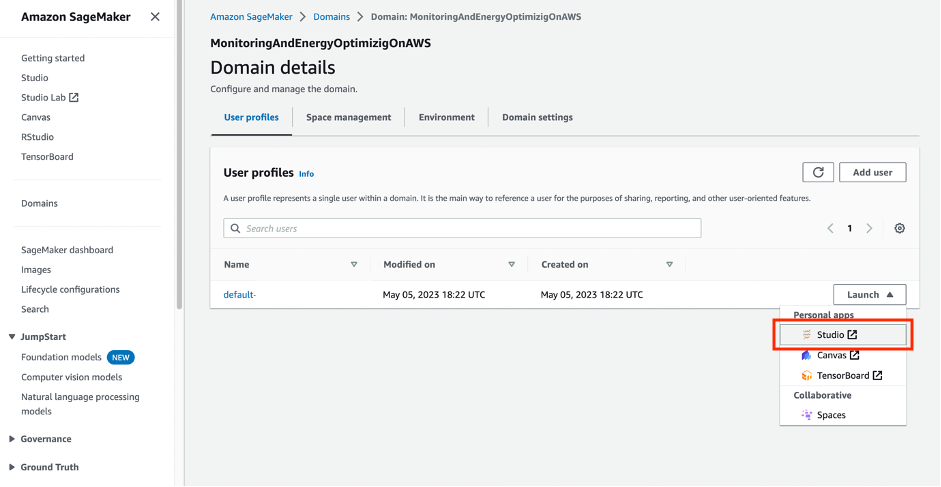 Amazon SageMaker
Getting started
Studio
Studio Lab
Canvas
RStudio
TensorBoard
Domains
SageMaker dashboard
Images
Lifecycle configurations
Search
JumpStart
Foundation models NEW
Computer vision models
Natural language processing
models
Governance
Ground Truth
Amazon SageMaker > Domains > Domain: MonitoringAndEnergyOptimizigOnAWS
MonitoringAndEnergyOptimizigOnAWS
Domain details
Configure and manage the domain.
User profiles Space management Environment Domain settings
User profiles Info
Add user
A user profile represents a single user within a domain. It is the main way to reference a user for the purposes of sharing, reporting, and other user-oriented features.
Search users
1
Name Modified on Created on
default- May 05, 2023 18:22 UTC May 05, 2023 18:22 UTC Launch
Personal apps
Studio
Canvas
TensorBoard
Collaborative
Spaces